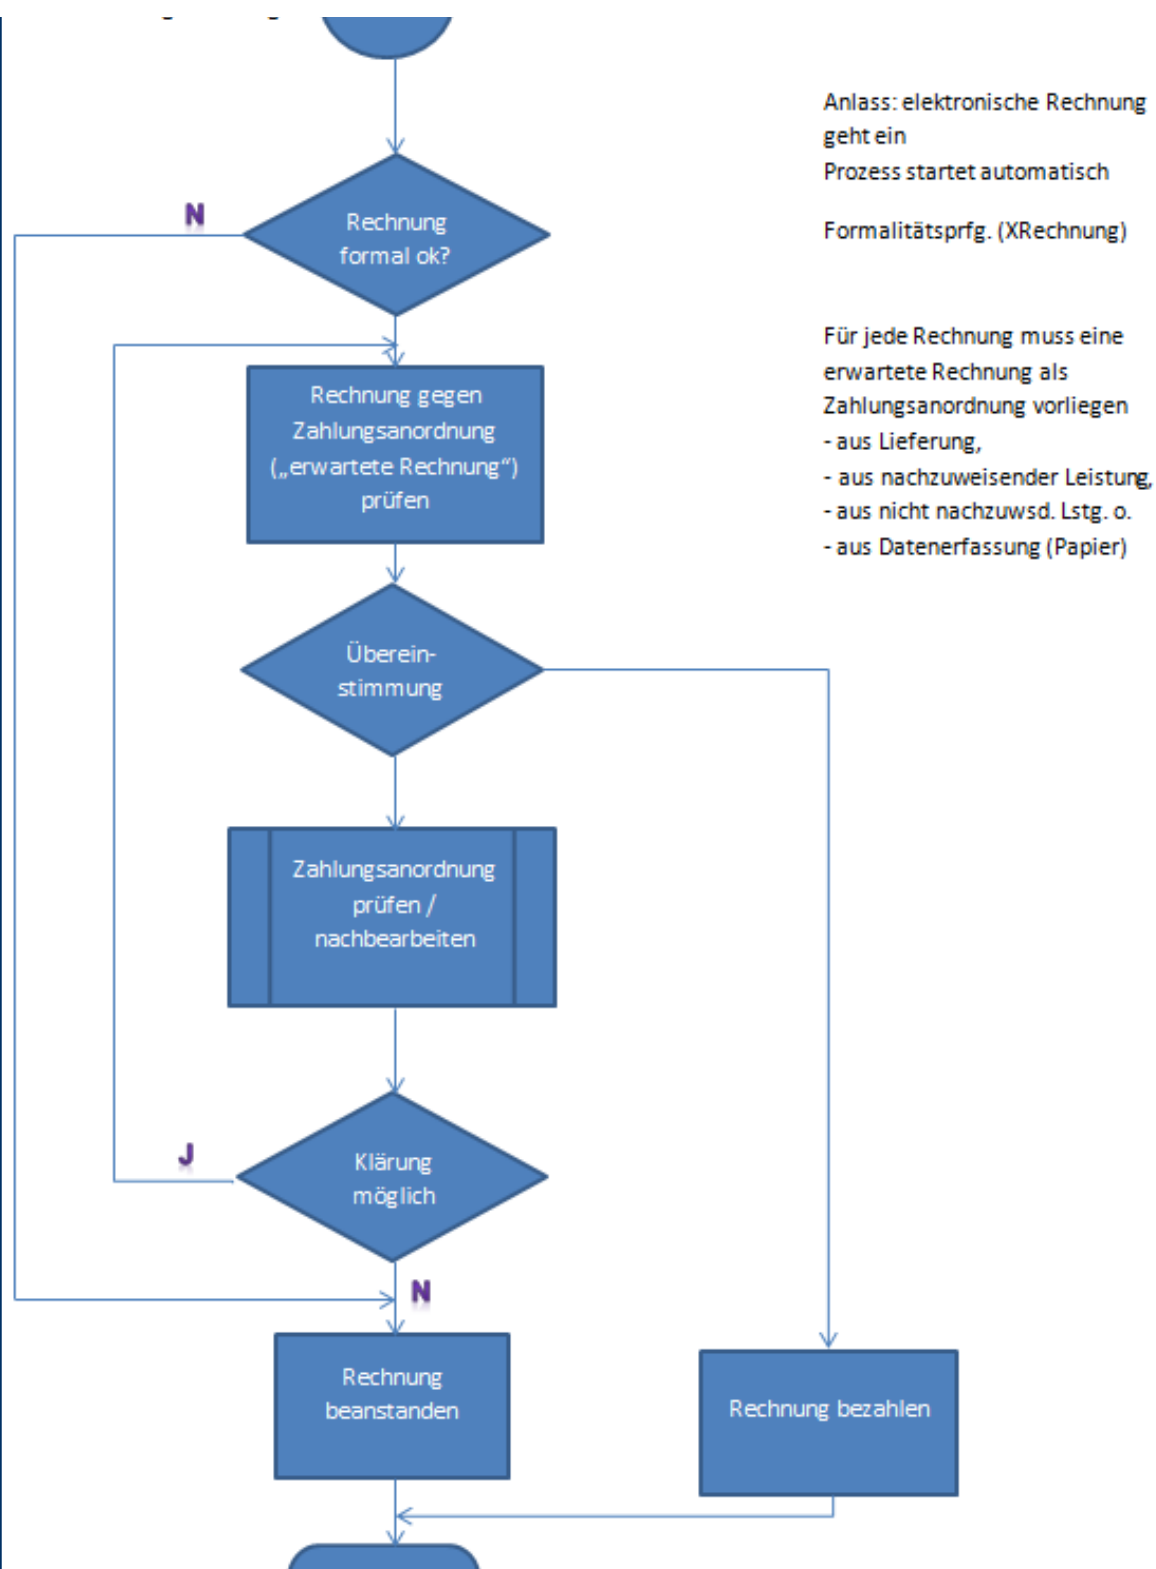 Anlass: elektronische Rechnung
geht ein
Prozess startet automatisch
N
Rechnung
formal ok?
Formalitätsprfg. (XRechnung)
Für jede Rechnung muss eine
erwartete Rechnung als
Zahlungsanordnung vorliegen
- aus Lieferung,
- aus nachzuweisender Leistung,
- aus nicht nachzuwsd. Lstg. o.
- aus Datenerfassung (Papier)
Rechnung gegen
Zahlungsanordnung
(„erwartete Rechnung“)
prüfen
Überein-
stimmung
Zahlungsanordnung
prüfen /
nachbearbeiten
J
Klärung
möglich
N
Rechnung
beanstanden
Rechnung bezahlen